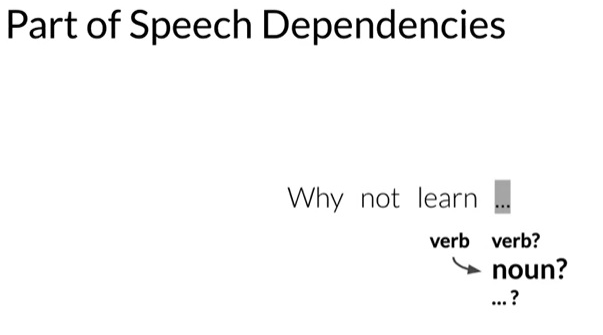 Part of Speech Dependencies
Why not learn ...
verb verb?
noun?
...?